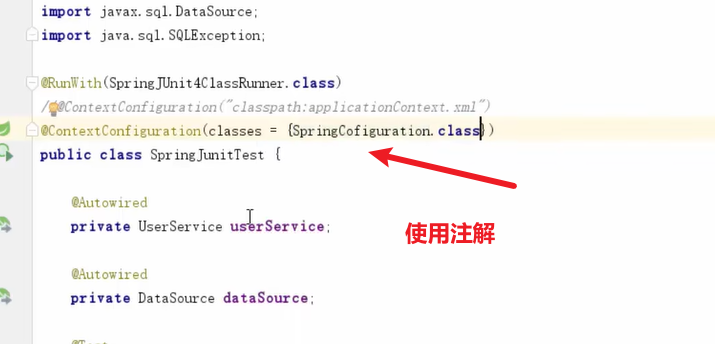 import javax.sql.DataSource;
import java.sql.SQLException;
@RunWith(SpringJUnit4ClassRunner.class)
//@ContextConfiguration("classpath:applicationContext.xml")
@ContextConfiguration(classes = {SpringCofiguration.class})
public class SpringJunitTest {
@Autowired
private UserService userService;
使用注解
@Autowired
private DataSource dataSource;